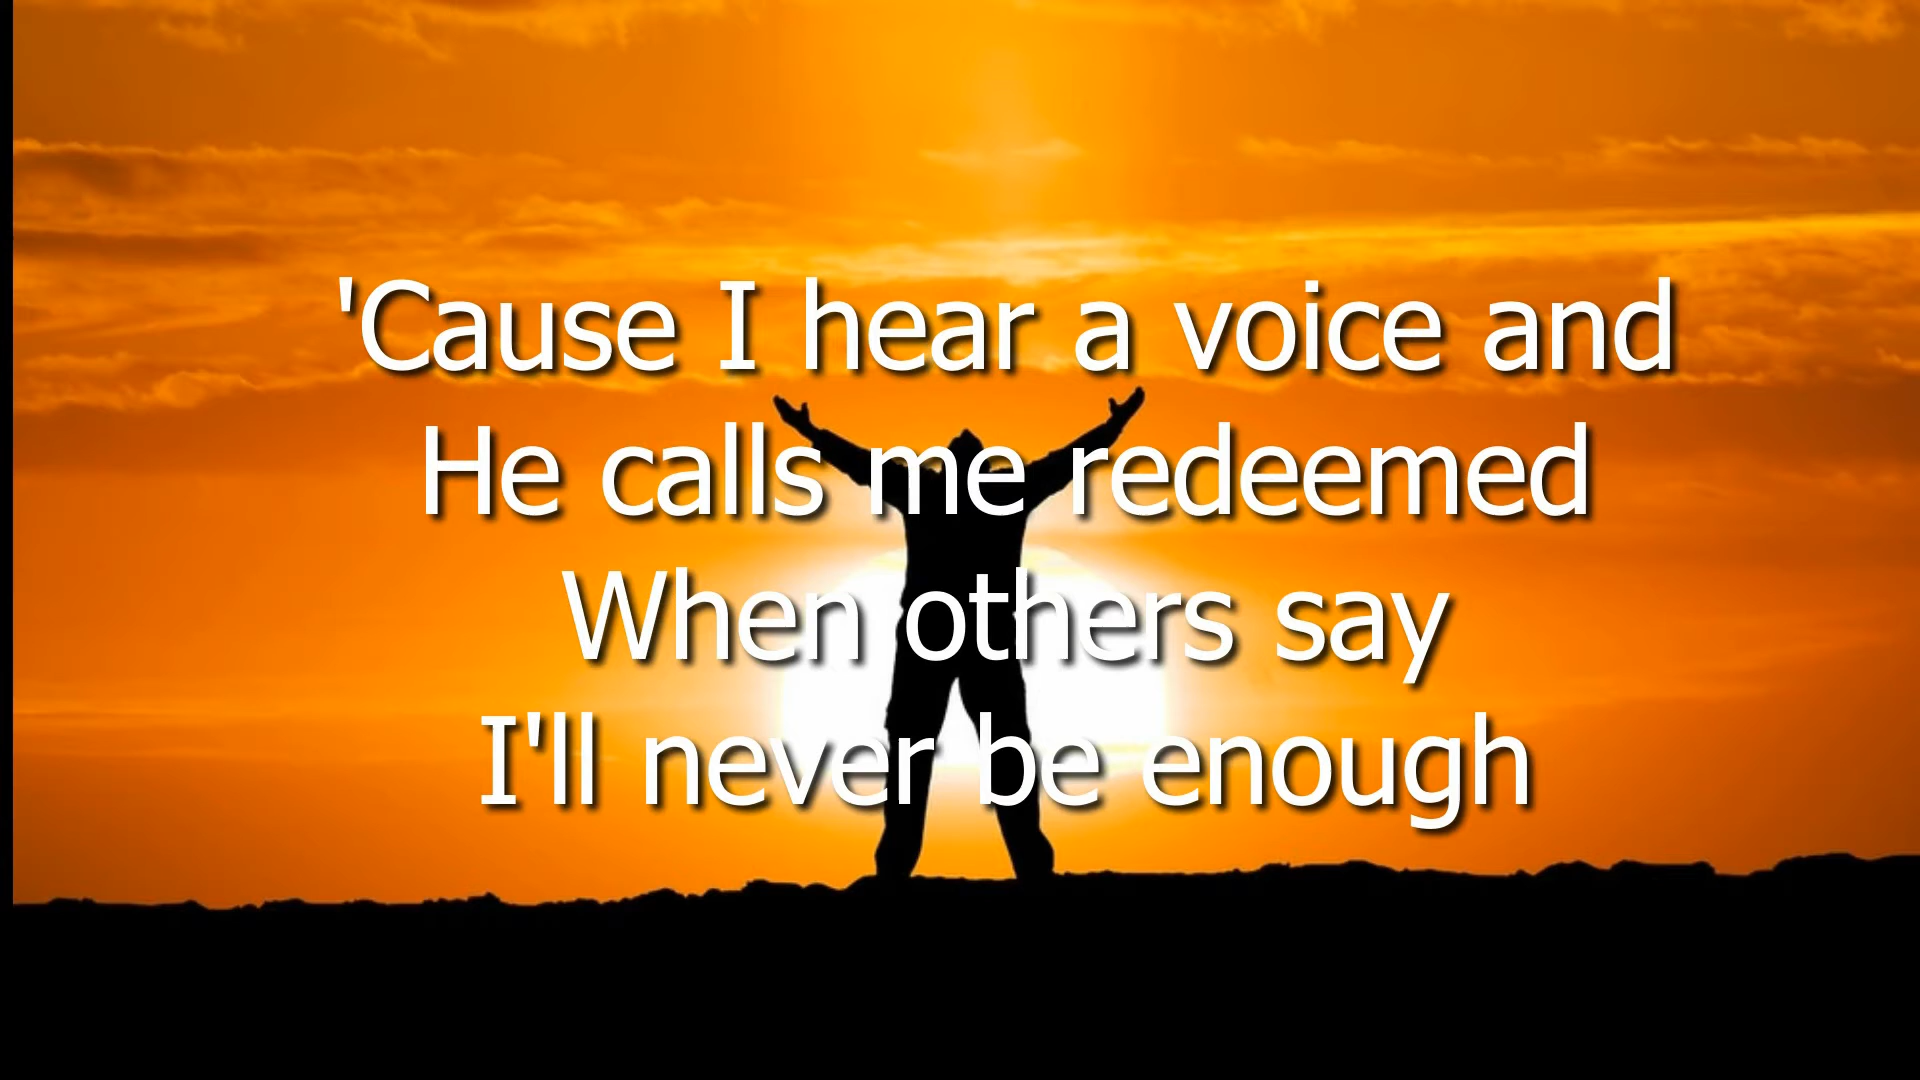 'Cause I hear a voice and
He calls me redeemed
When others say
I'll never be enough